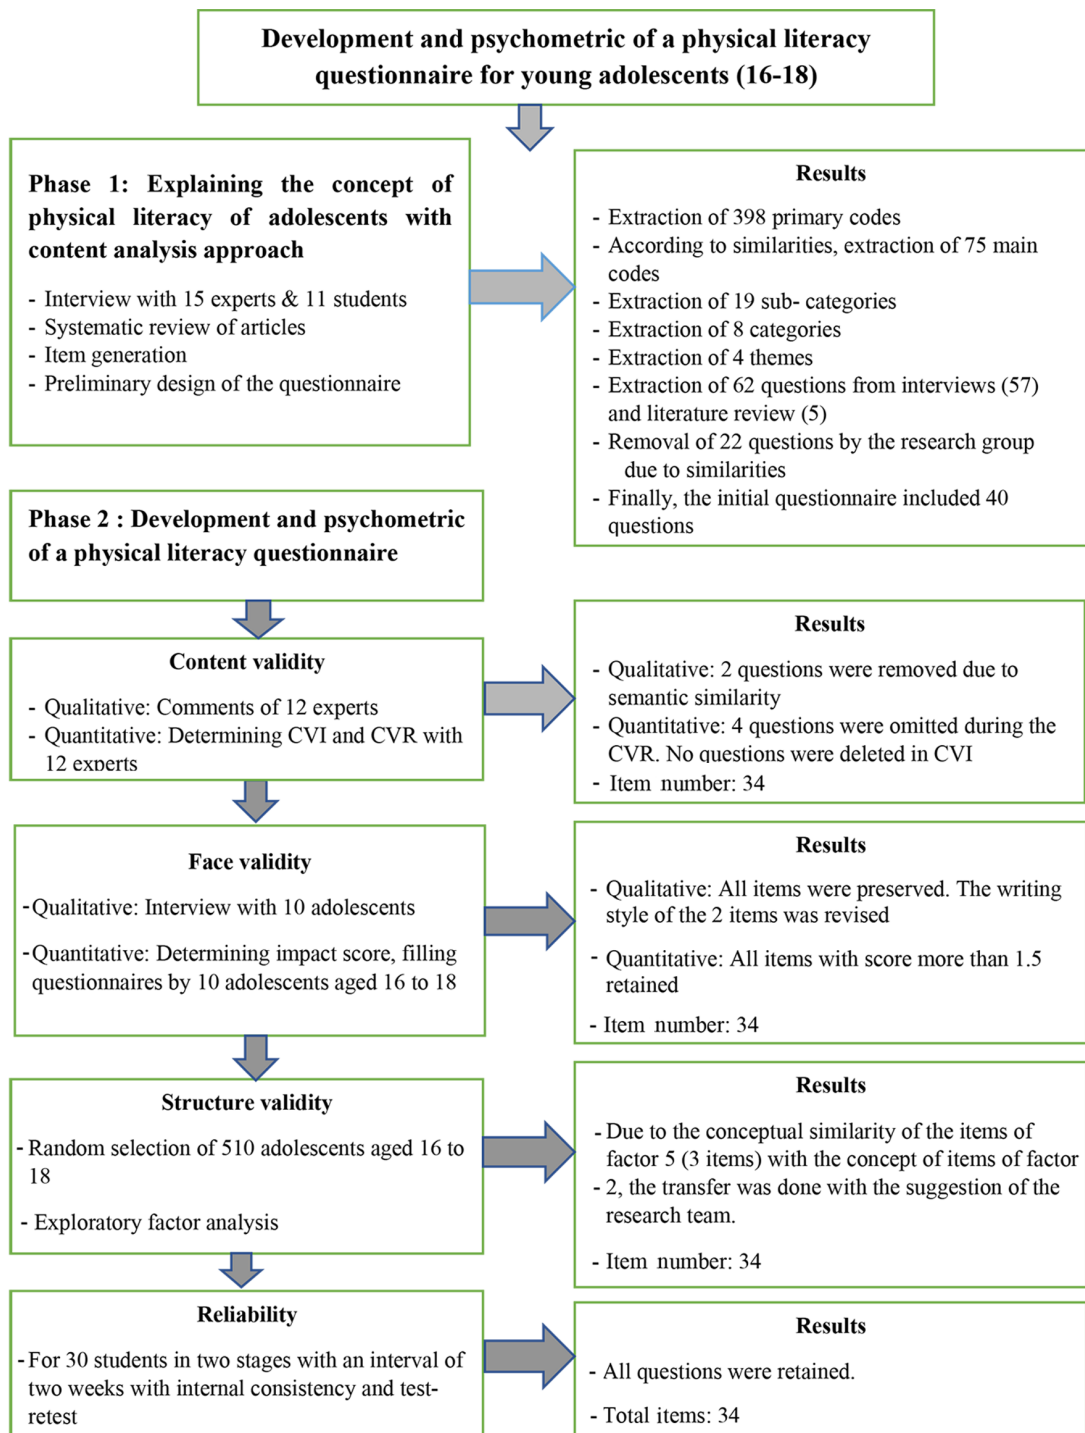 Development and psychometric of a physical literacy
questionnaire for young adolescents (16-18)
Phase 1: Explaining the concept of
physical literacy of adolescents with
content analysis approach
- Interview with 15 experts & 11 students
- Systematic review of articles
- Item generation
- Preliminary design of the questionnaire
Results
- Extraction of 398 primary codes
- According to similarities, extraction of 75 main
codes
- Extraction of 19 sub- categories
- Extraction of 8 categories
- Extraction of 4 themes
- Extraction of 62 questions from interviews (57)
and literature review (5)
- Removal of 22 questions by the research group
due to similarities
- Finally, the initial questionnaire included 40
questions
Phase 2 : Development and psychometric
of a physical literacy questionnaire
Content validity
- Qualitative: Comments of 12 experts
- Quantitative: Determining CVI and CVR with
12 experts
Results
- Qualitative: 2 questions were removed due to
semantic similarity
- Quantitative: 4 questions were omitted during the
CVR. No questions were deleted in CVI
- Item number: 34
Face validity
-Qualitative: Interview with 10 adolescents
-Quantitative: Determining impact score, filling
questionnaires by 10 adolescents aged 16 to 18
Results
- Qualitative: All items were preserved. The writing
style of the 2 items was revised
- Quantitative: All items with score more than 1.5
retained
- Item number: 34
Structure validity
-Random selection of 510 adolescents aged 16 to
18
- Exploratory factor analysis
Results
- Due to the conceptual similarity of the items of
factor 5 (3 items) with the concept of items of factor
- 2, the transfer was done with the suggestion of the
research team.
- Item number: 34
Reliability
-For 30 students in two stages with an interval of
two weeks with internal consistency and test-
retest
Results
- All questions were retained.
- Total items: 34